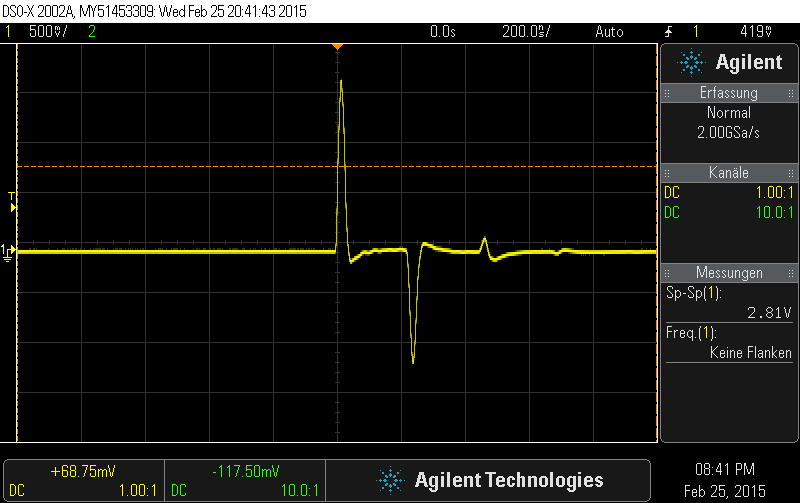 DSO-X 2002A, MY51453309: Wed Feb 25 20:41:43 2015
1 500mV/ 2 0.0s 200.0ns/ Auto 1 419mV
Agilent
Erfassung
Normal
2.00GSa/s
Kanäle
DC 1.00:1
DC 10.0:1
Messungen
Sp-Sp(1):
2.81V
Freq.(1):
Keine Flanken
T
1
+68.75mV
DC 1.00:1
-117.50mV
DC 10.0:1
Agilent Technologies
08:41 PM
Feb 25, 2015